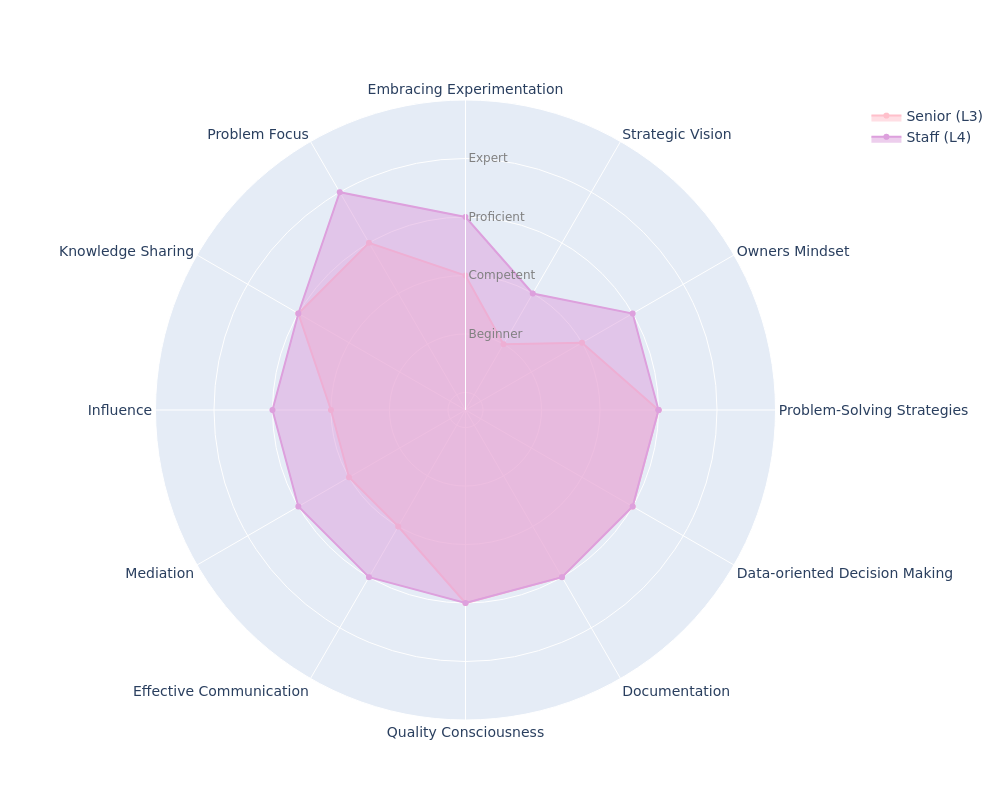 Embracing Experimentation
Problem Focus
Strategic Vision
Senior (L3)
Staff (L4)
Expert
Proficient
Competent
Beginner
Knowledge Sharing
Owners Mindset
Influence
Problem-Solving Strategies
Mediation
Data-oriented Decision Making
Effective Communication
Documentation
Quality Consciousness